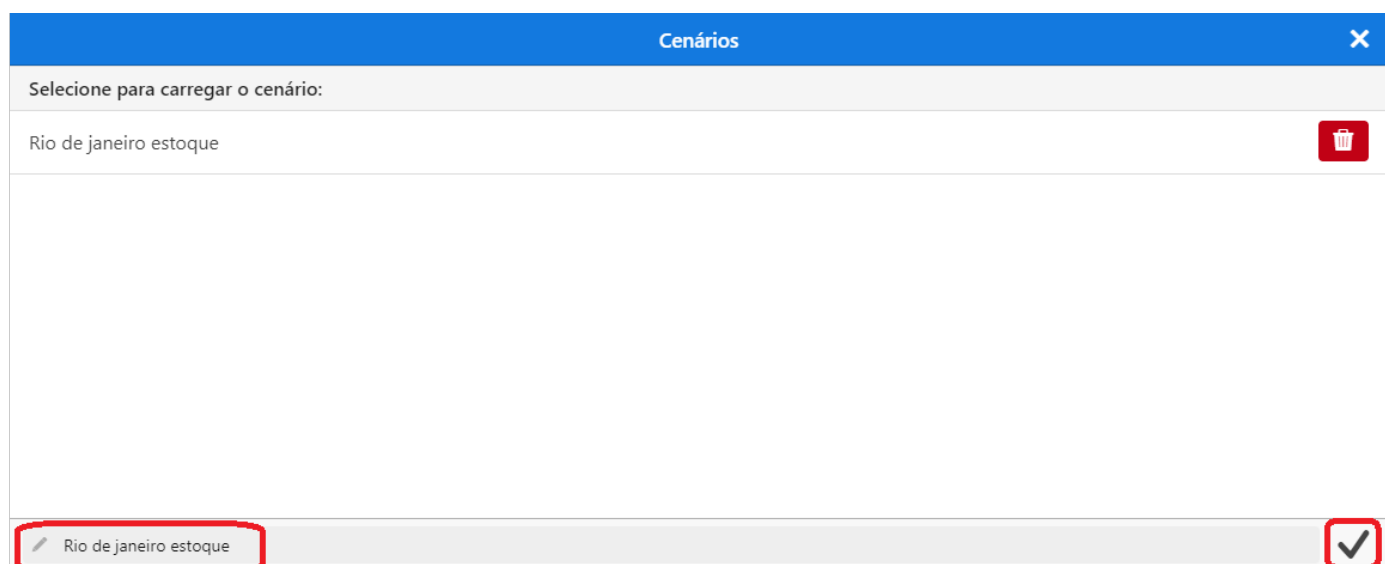 Cenários
Selecione para carregar o cenário:
Rio de janeiro estoque
Rio de janeiro estoque